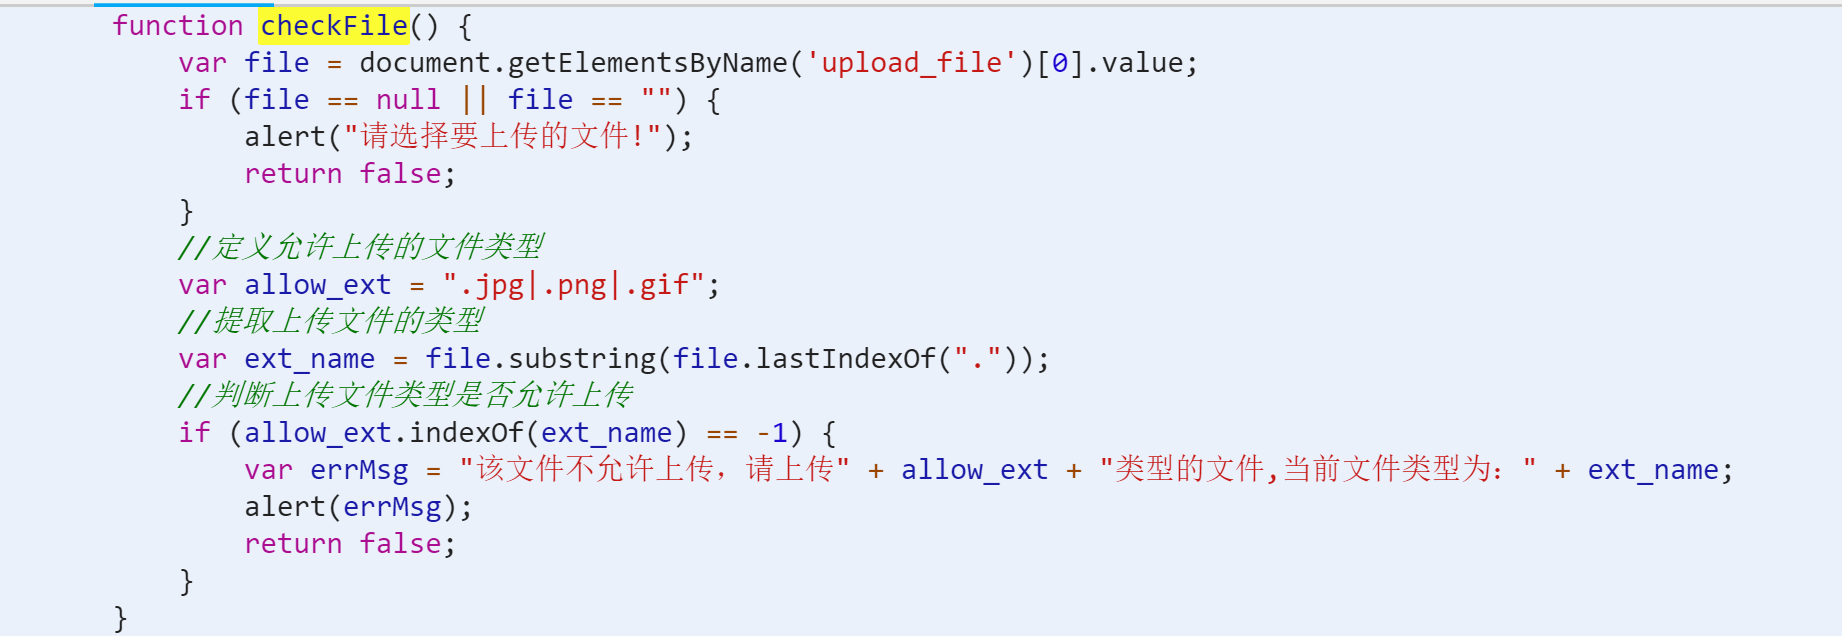 function checkFile() {
var file = document.getElementsByName('upload_file')[0].value;
if (file == null || file == "") {
alert("请选择要上传的文件!");
return false;
}
//定义允许上传的文件类型
var allow_ext = ".jpg|.png|.gif";
//提取上传文件的类型
var ext_name = file.substring(file.lastIndexOf("."));
//判断上传文件类型是否允许上传
if (allow_ext.indexOf(ext_name) == -1) {
var errMsg = "该文件不允许上传，请上传" + allow_ext + "类型的文件,当前文件类型为：" + ext_name;
alert(errMsg);
return false;
}
}